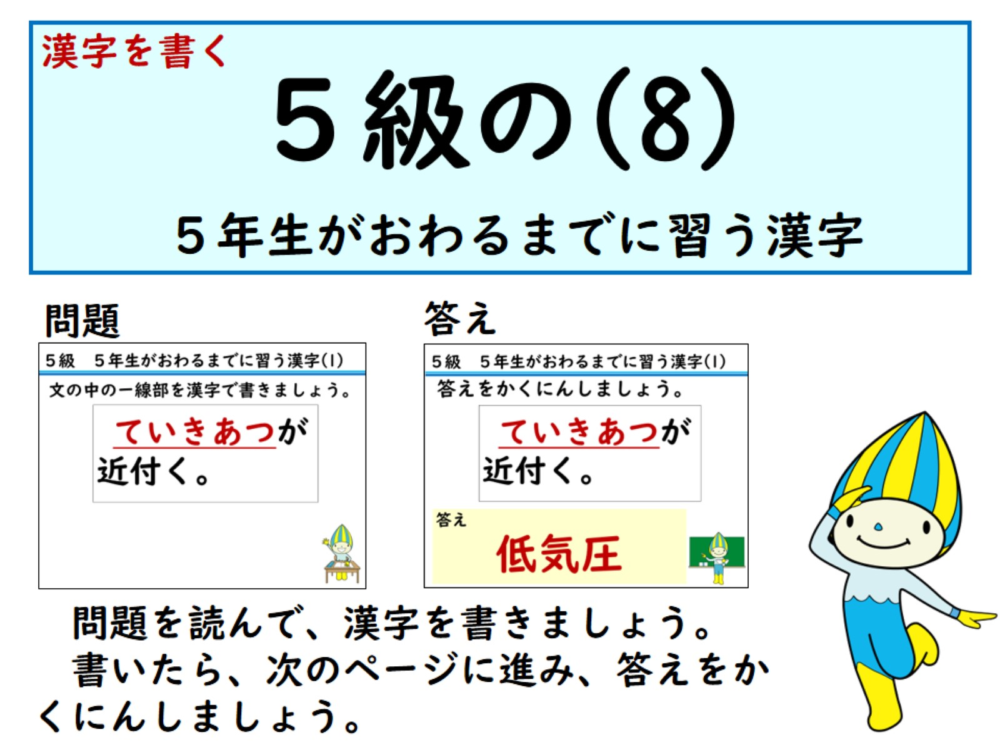 漢字を書く
５級の(8)
５年生がおわるまでに習う漢字
問題
５級　５年生がおわるまでに習う漢字(1)
文の中の一線部を漢字で書きましょう。
ていきあつが
近付く。
答え
５級　５年生がおわるまでに習う漢字(1)
答えをかくにんしましょう。
ていきあつが
近付く。
答え
低気圧
問題を読んで、漢字を書きましょう。
書いたら、次のページに進み、答えをか
くにんしましょう。